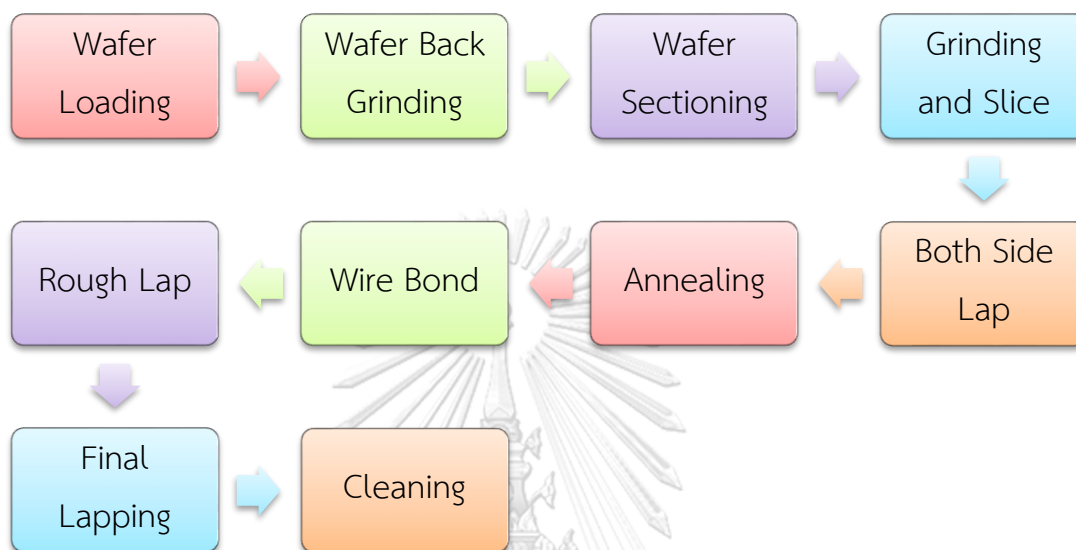 Wafer
Loading
Wafer Back
Grinding
Wafer
Sectioning
Grinding
and Slice
Both Side
Lap
Annealing
Wire Bond
Rough Lap
Final
Lapping
Cleaning